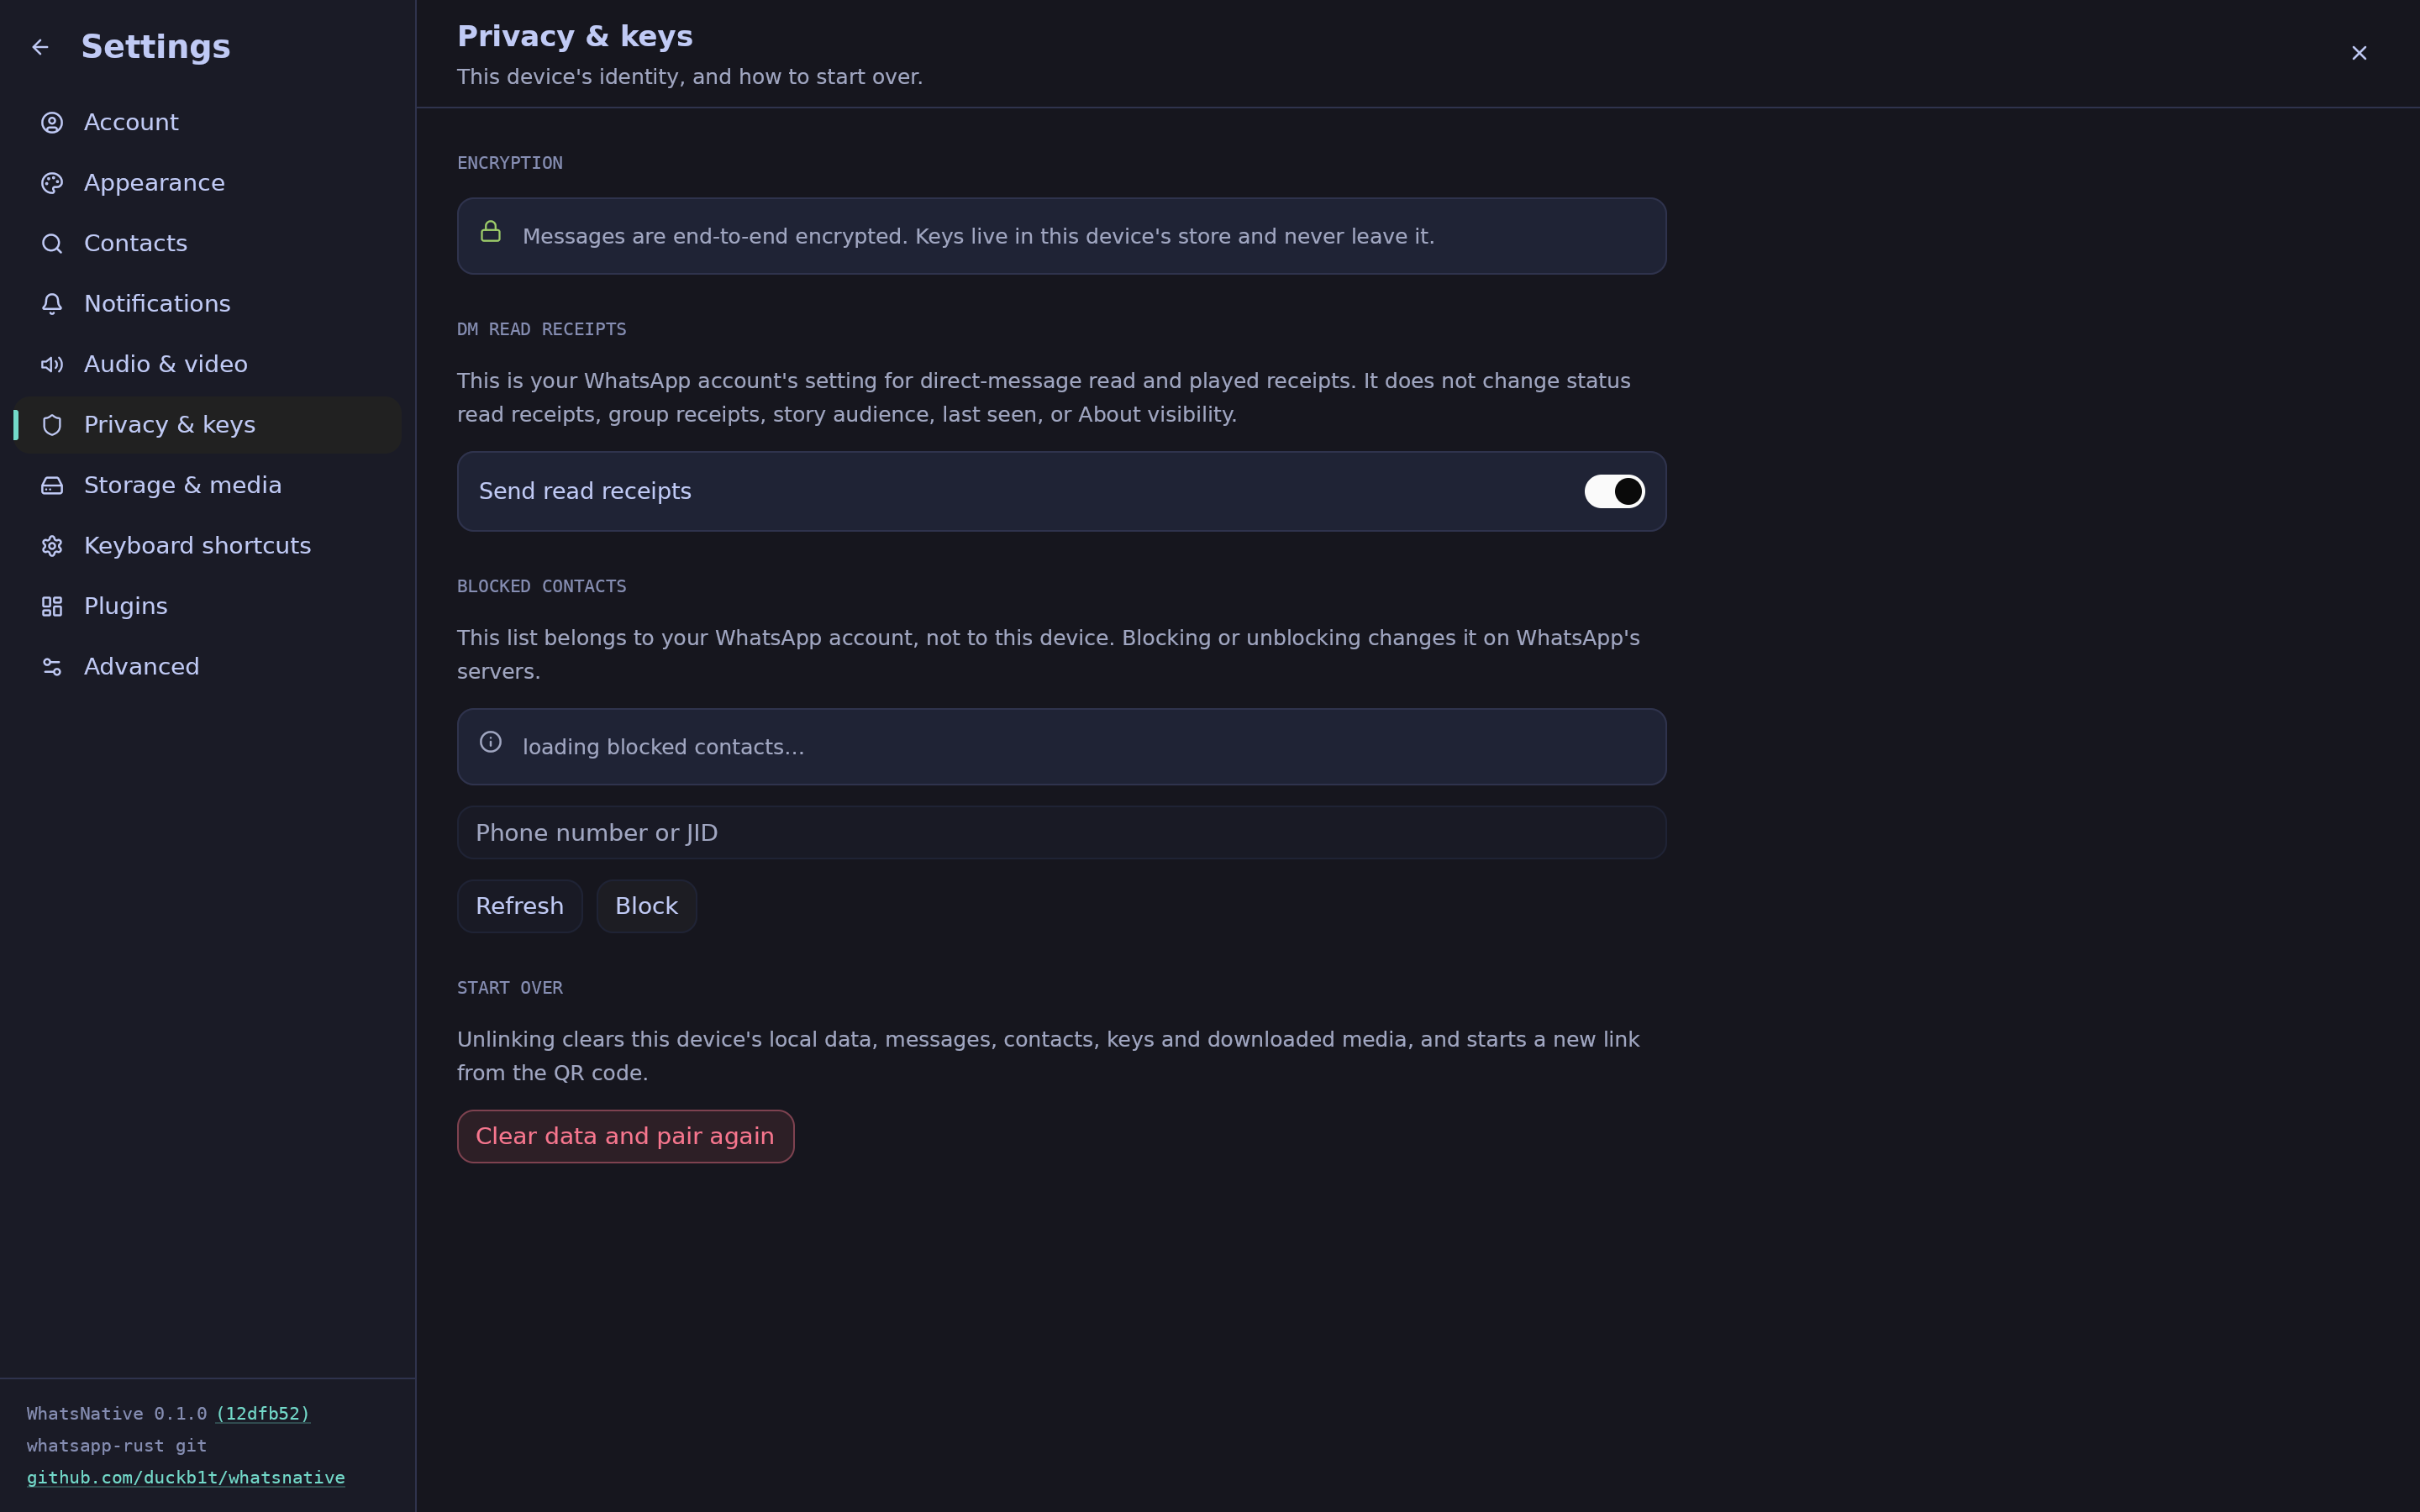 Settings
Account
Appearance
Contacts
Notifications
Audio & video
Privacy & keys
Storage & media
Keyboard shortcuts
Plugins
Advanced
WhatsNative 0.1.0 (12dfb52)
whatsapp-rust git
github.com/duckb1t/whatsnative
Privacy & keys
This device's identity, and how to start over.
ENCRYPTION
Messages are end-to-end encrypted. Keys live in this device's store and never leave it.
DM READ RECEIPTS
This is your WhatsApp account's setting for direct-message read and played receipts. It does not change status
read receipts, group receipts, story audience, last seen, or About visibility.
Send read receipts
BLOCKED CONTACTS
This list belongs to your WhatsApp account, not to this device. Blocking or unblocking changes it on WhatsApp's
servers.
loading blocked contacts…
Phone number or JID
Refresh
Block
START OVER
Unlinking clears this device's local data, messages, contacts, keys and downloaded media, and starts a new link
from the QR code.
Clear data and pair again